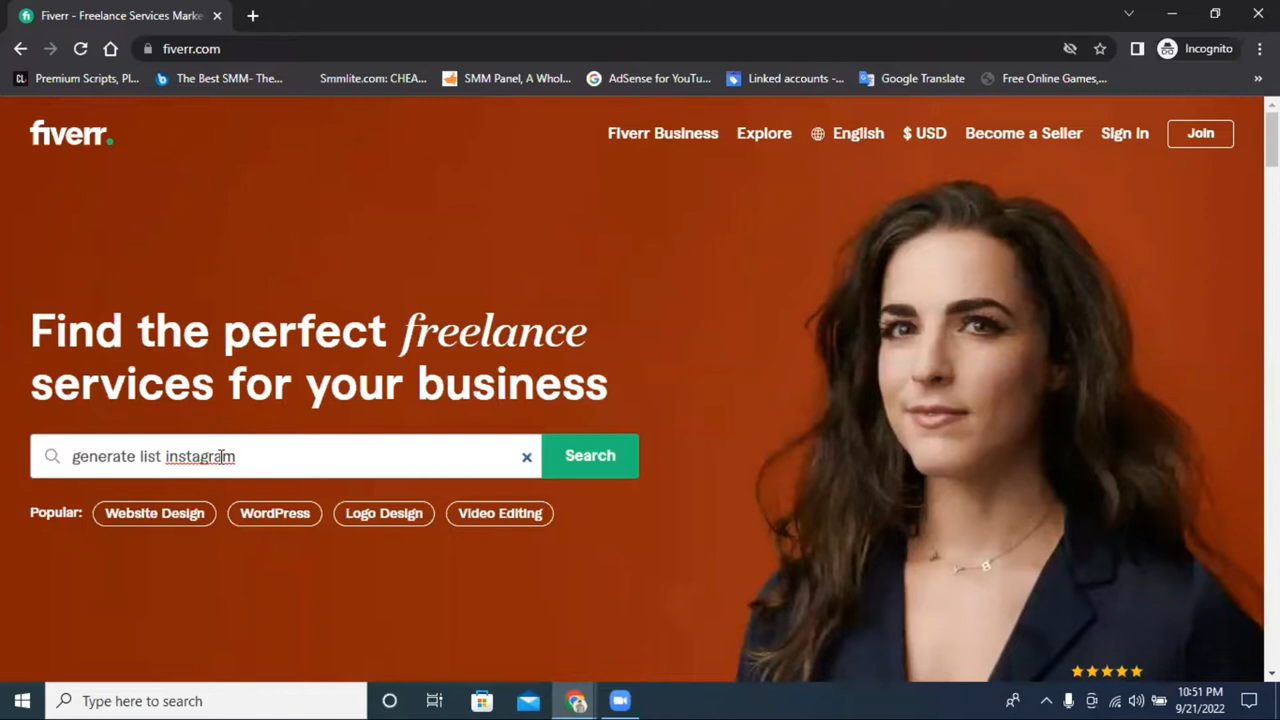 Fiverr - Freelance Services Marke
fiverr.com
Incognito
CL Premium Scripts, Pl...
The Best SMM- The...
Smmlite.com: CHEA...
SMM Panel, A Whol...
AdSense for YouTu...
Linked accounts -...
Google Translate
Free Online Games,...
fiverr.
Fiverr Business
Explore
English
$ USD
Become a Seller
Sign In
Join
Find the perfect freelance
services for your business
generate list instagram
Search
Popular:
Website Design
WordPress
Logo Design
Video Editing
Type here to search
10:51 PM
9/21/2022